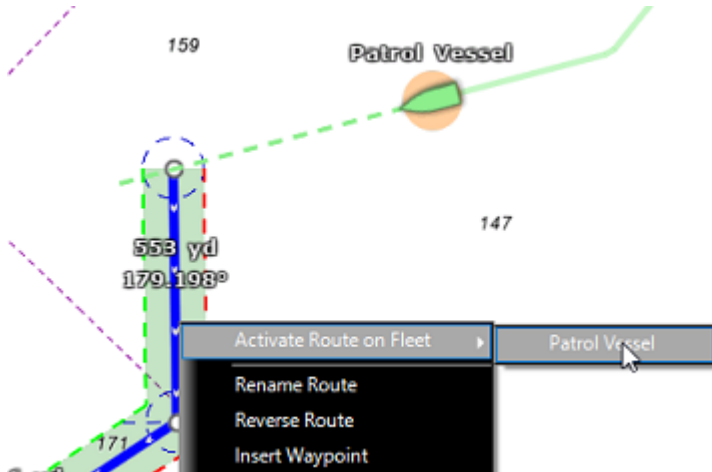 159
Patrol Vessel
147
553 yd
179.198°
Activate Route on Fleet
Patrol Vessel
Rename Route
Reverse Route
171
Insert Waypoint